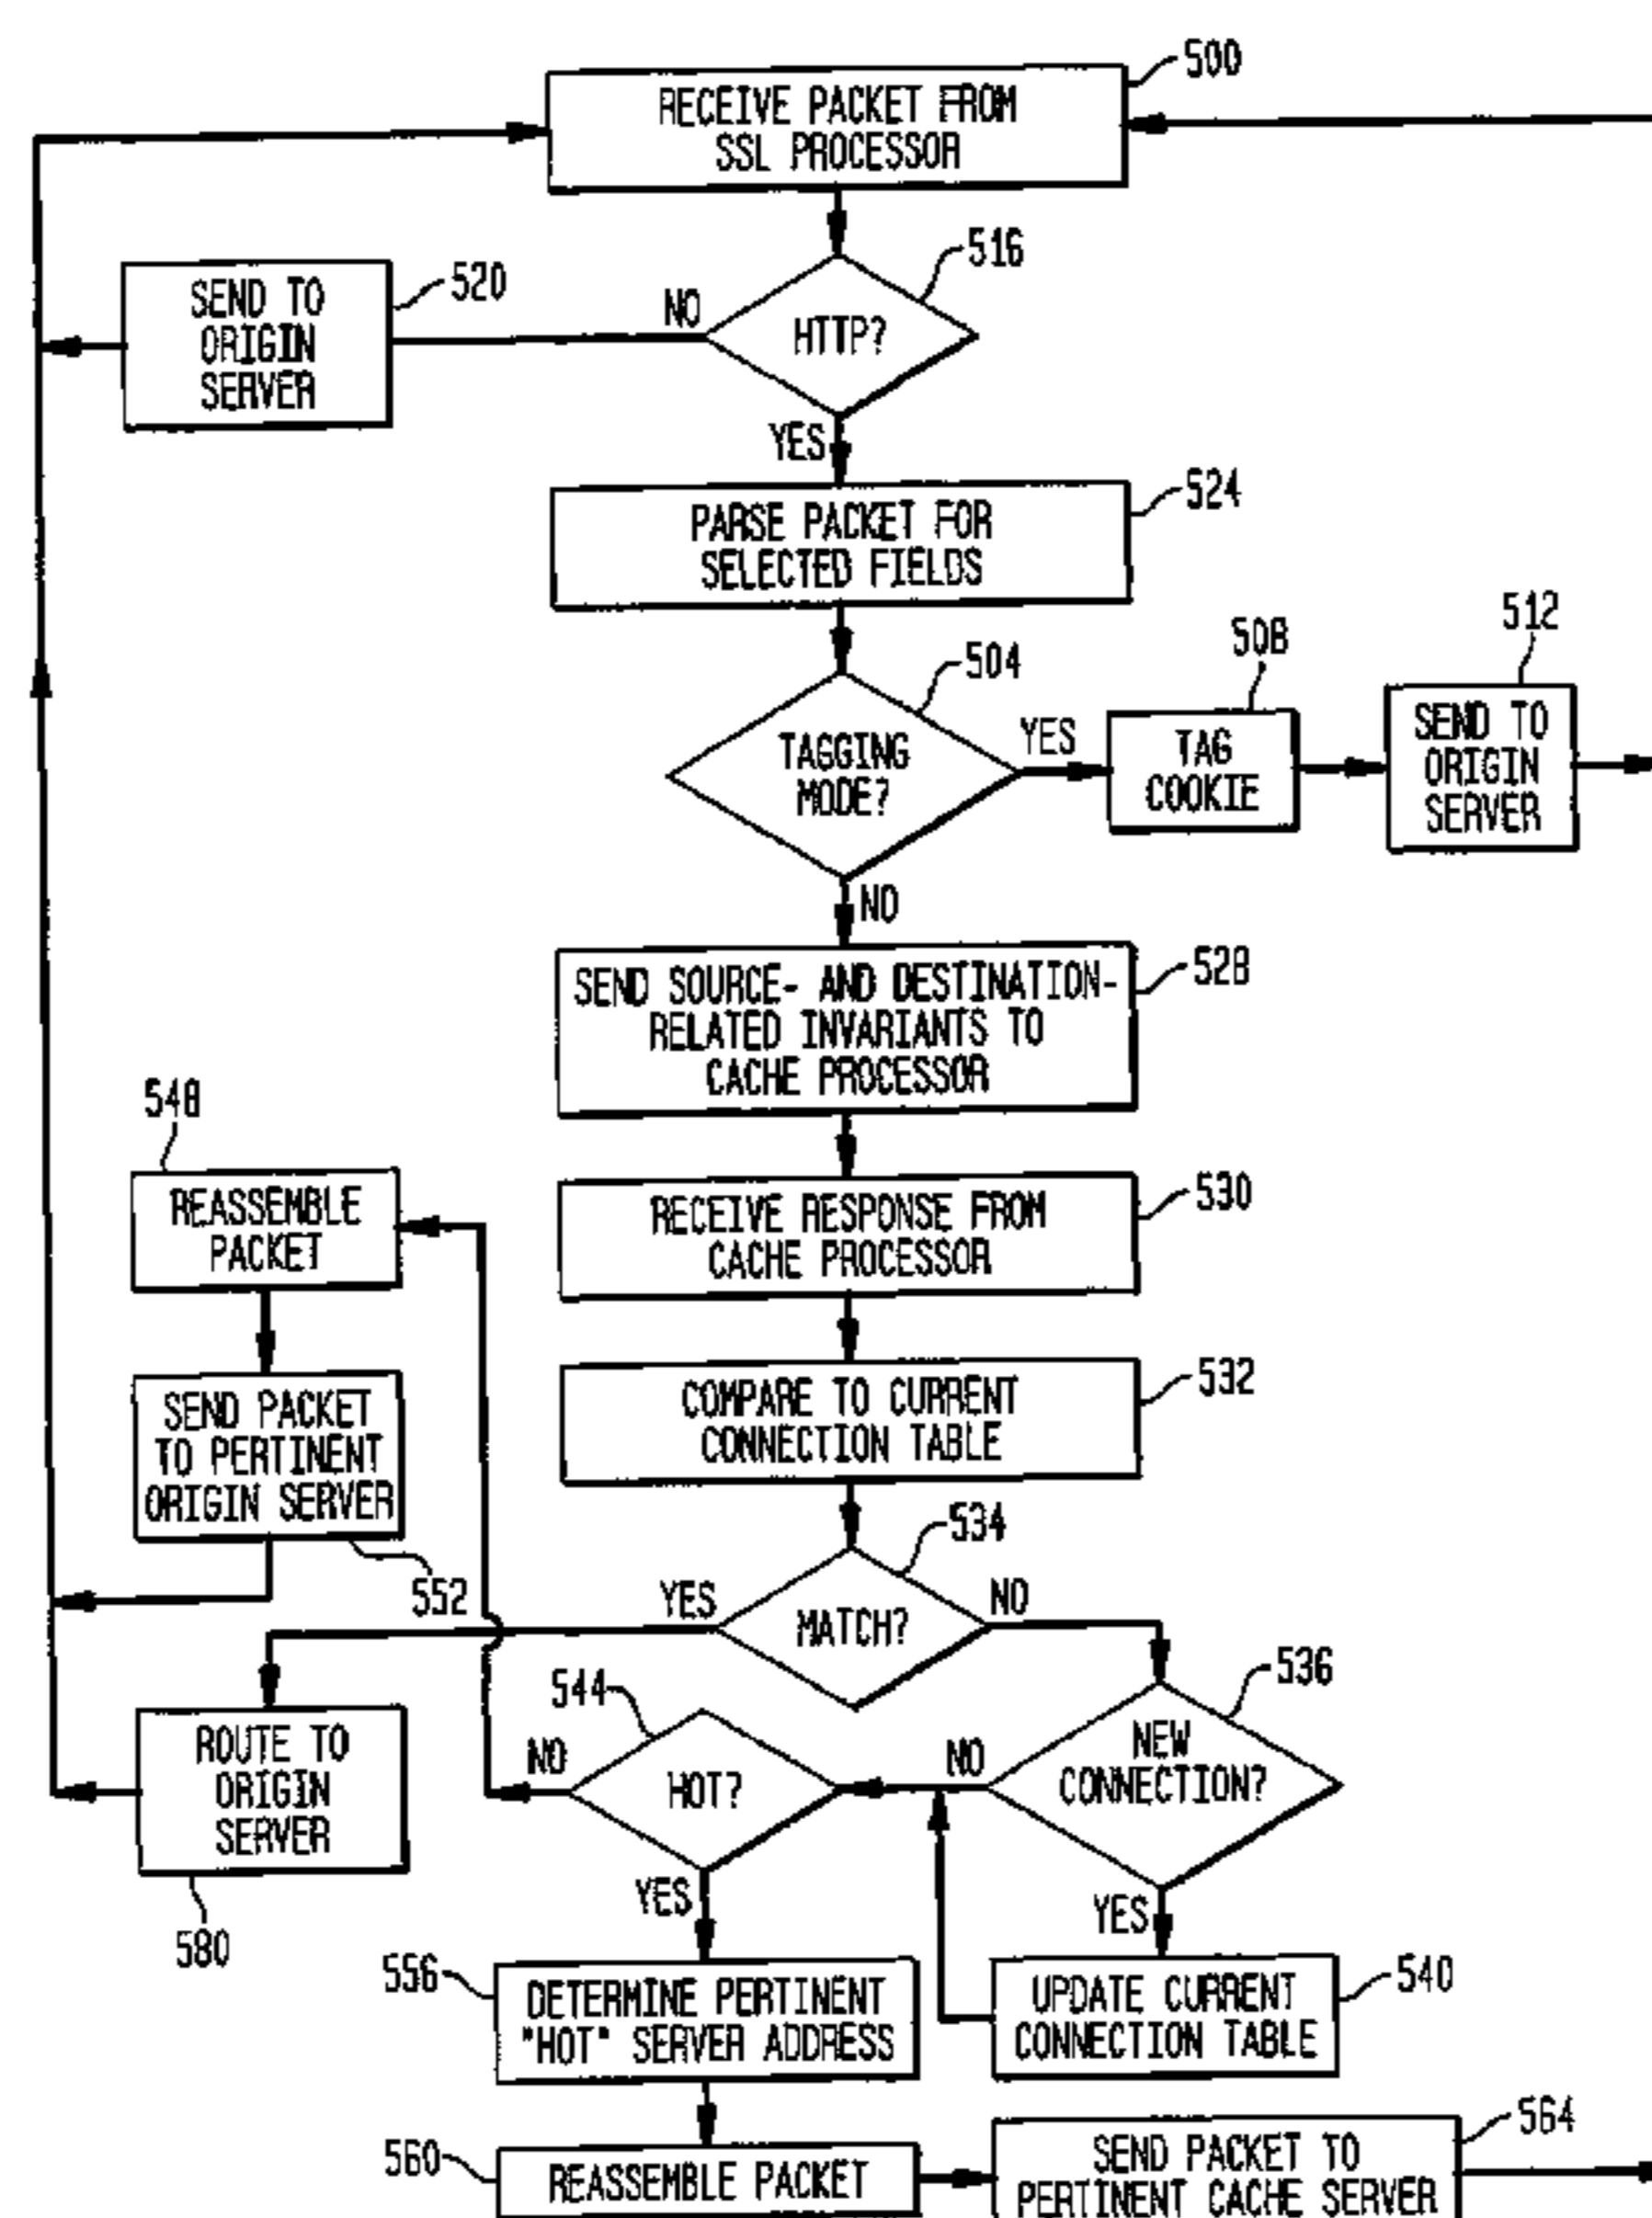 500
RECEIVE PACKET FROM
SSL PROCESSOR
516
HTTP?
NO
520
SEND TO
ORIGIN
SERVER
YES
524
PARSE PACKET FOR
SELECTED FIELDS
504
TAGGING
MODE?
YES
508
TAG
COOKIE
512
SEND TO
ORIGIN
SERVER
NO
528
SEND SOURCE- AND DESTINATION-
RELATED INVARIANTS TO
CACHE PROCESSOR
530
RECEIVE RESPONSE FROM
CACHE PROCESSOR
548
REASSEMBLE
PACKET
532
COMPARE TO CURRENT
CONNECTION TABLE
SEND PACKET
TO PERTINENT
ORIGIN SERVER
552
534
MATCH?
YES
NO
536
NEW
CONNECTION?
NO
544
HOT?
NO
ROUTE TO
ORIGIN
SERVER
580
YES
YES
556
DETERMINE PERTINENT
"HOT" SERVER ADDRESS
540
UPDATE CURRENT
CONNECTION TABLE
560
REASSEMBLE PACKET
564
SEND PACKET TO
PERTINENT CACHE SERVER